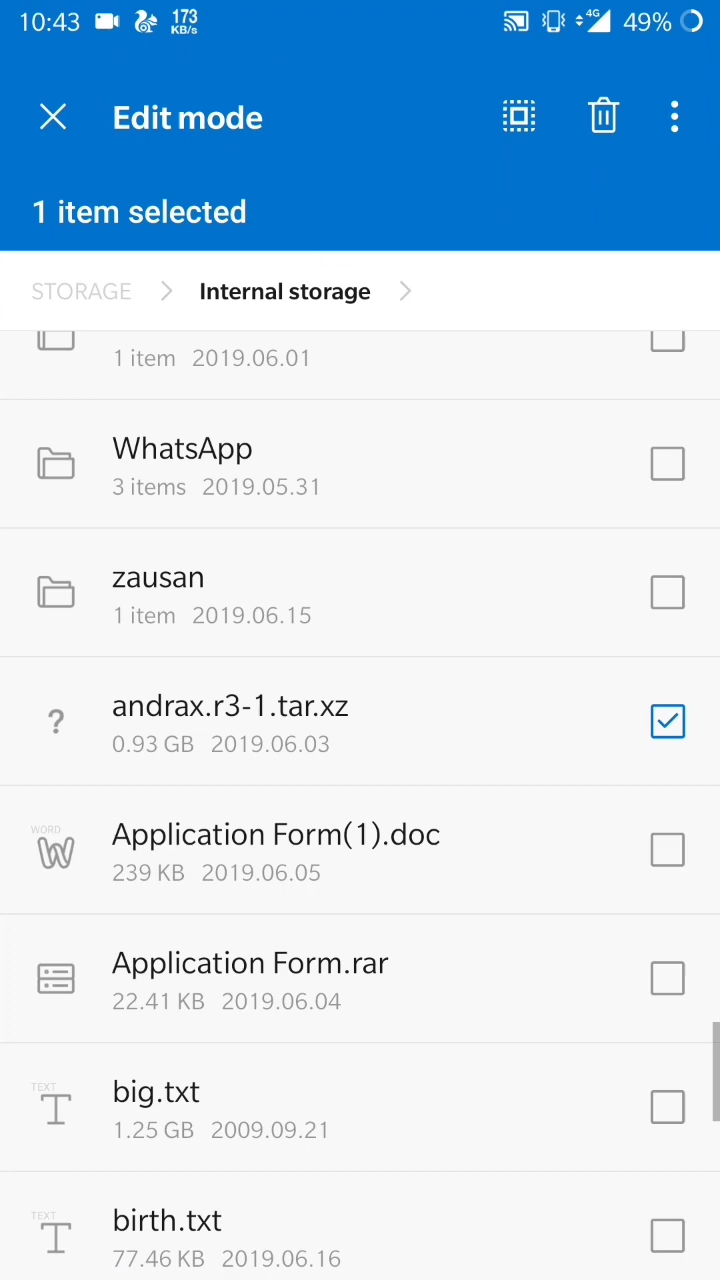 10:43 173 KB/s 4G 49%
Edit mode
1 item selected
STORAGE Internal storage
1 item 2019.06.01
WhatsApp
3 items 2019.05.31
zausan
1 item 2019.06.15
?
andrax.r3-1.tar.xz
0.93 GB 2019.06.03
WORD
W
Application Form(1).doc
239 KB 2019.06.05
Application Form.rar
22.41 KB 2019.06.04
TEXT
T
big.txt
1.25 GB 2009.09.21
TEXT
T
birth.txt
77.46 KB 2019.06.16